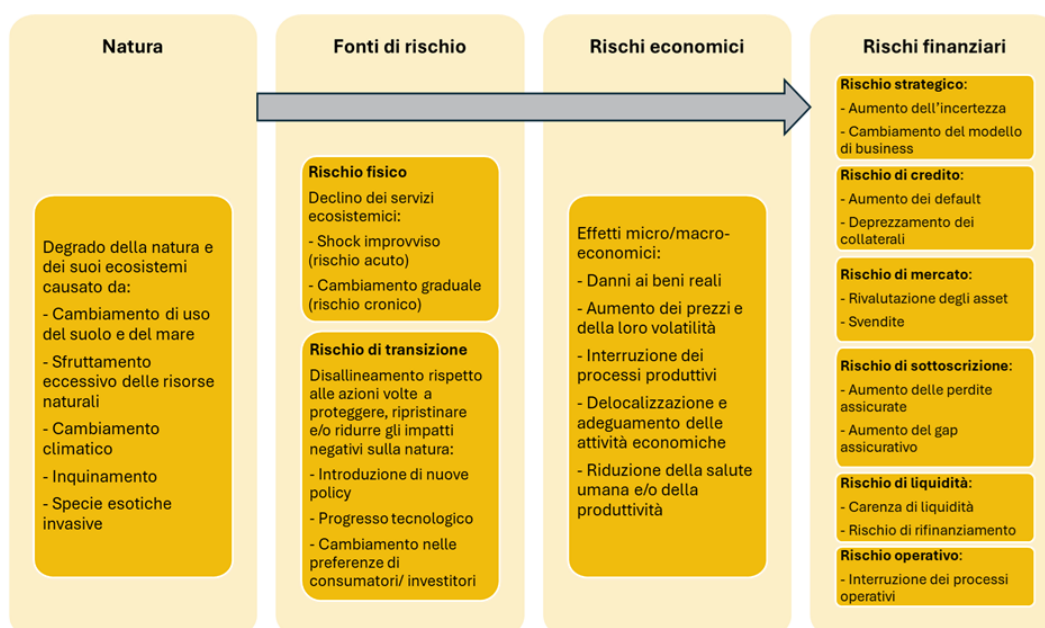 Natura
Degrado della natura e
dei suoi ecosistemi
causato da:
- Cambiamento di uso
del suolo e del mare
- Sfruttamento
eccessivo delle risorse
naturali
- Cambiamento
climatico
- Inquinamento
- Specie esotiche
invasive
Fonti di rischio
Rischio fisico
Declino dei servizi
ecosistemici:
- Shock improvviso
(rischio acuto)
- Cambiamento graduale
(rischio cronico)
Rischio di transizione
Disallineamento rispetto
alle azioni volte a
proteggere, ripristinare
e/o ridurre gli impatti
negativi sulla natura:
- Introduzione di nuove
policy
- Progresso tecnologico
- Cambiamento nelle
preferenze di
consumatori/ investitori
Rischi economici
Effetti micro/macro-
economici:
- Danni ai beni reali
- Aumento dei prezzi e
della loro volatilità
- Interruzione dei
processi produttivi
- Delocalizzazione e
adeguamento delle
attività economiche
- Riduzione della salute
umana e/o della
produttività
Rischi finanziari
Rischio strategico:
- Aumento dell'incertezza
- Cambiamento del modello
di business
Rischio di credito:
- Aumento dei default
- Deprezzamento dei
collaterali
Rischio di mercato:
- Rivalutazione degli asset
- Svendite
Rischio di sottoscrizione:
- Aumento delle perdite
assicurate
- Aumento del gap
assicurativo
Rischio di liquidità:
- Carenza di liquidità
- Rischio di rifinanziamento
Rischio operativo:
- Interruzione dei processi
operativi